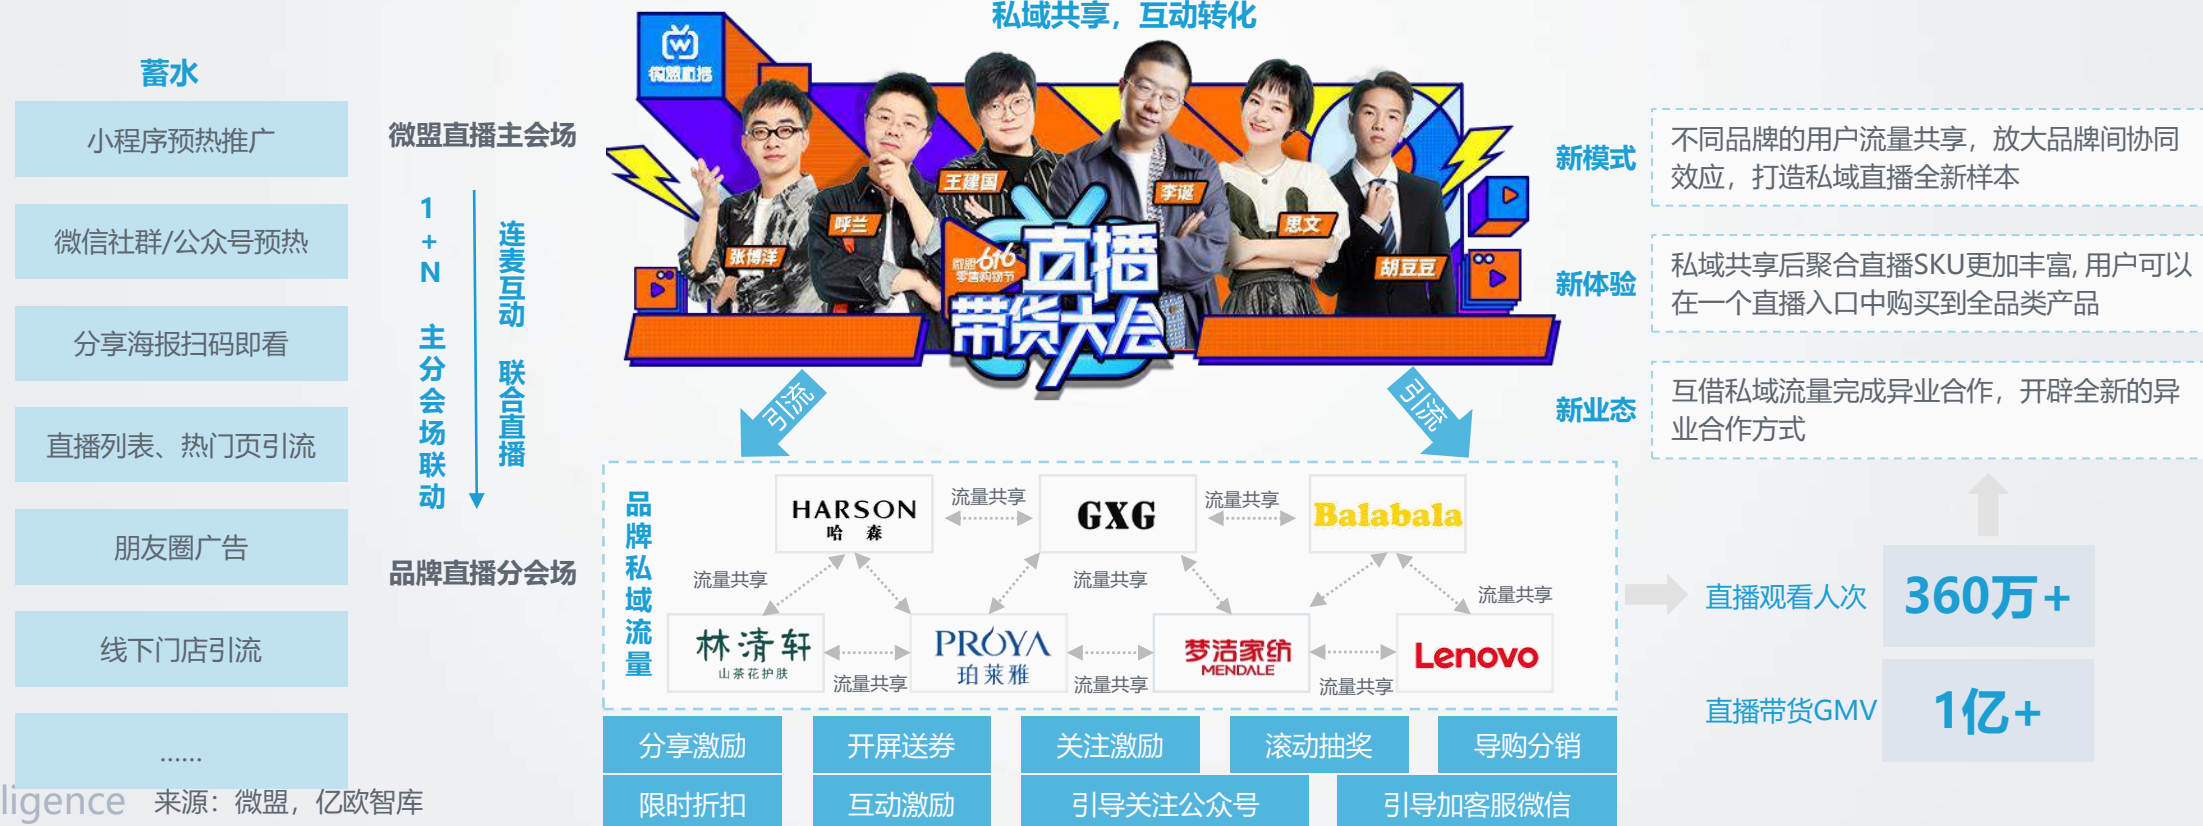 私域共享，互动转化
蓄水
小程序预热推广
微信社群/公众号预热
分享海报扫码即看
直播列表、热门页引流
朋友圈广告
线下门店引流
……
微盟直播主会场
1+N 主分会场联动
连麦互动 联合直播
品牌直播分会场
微盟直播
张博洋
呼兰
王建国
李诞
思文
胡豆豆
微盟616
零售购物节
直播
带货大会
引流
引流
品牌私域流量
HARSON
哈森
流量共享
GXG
流量共享
Balabala
流量共享
流量共享
流量共享
林清轩
山茶花护肤
流量共享
PROYA
珀莱雅
流量共享
梦洁家纺
MENDALE
流量共享
Lenovo
分享激励
开屏送券
关注激励
滚动抽奖
导购分销
限时折扣
互动激励
引导关注公众号
引导加客服微信
新模式
不同品牌的用户流量共享，放大品牌间协同
效应，打造私域直播全新样本
新体验
私域共享后聚合直播SKU更加丰富,用户可以
在一个直播入口中购买到全品类产品
新业态
互借私域流量完成异业合作，开辟全新的异
业合作方式
直播观看人次
360万+
直播带货GMV
1亿+
ligence
来源：微盟，亿欧智库